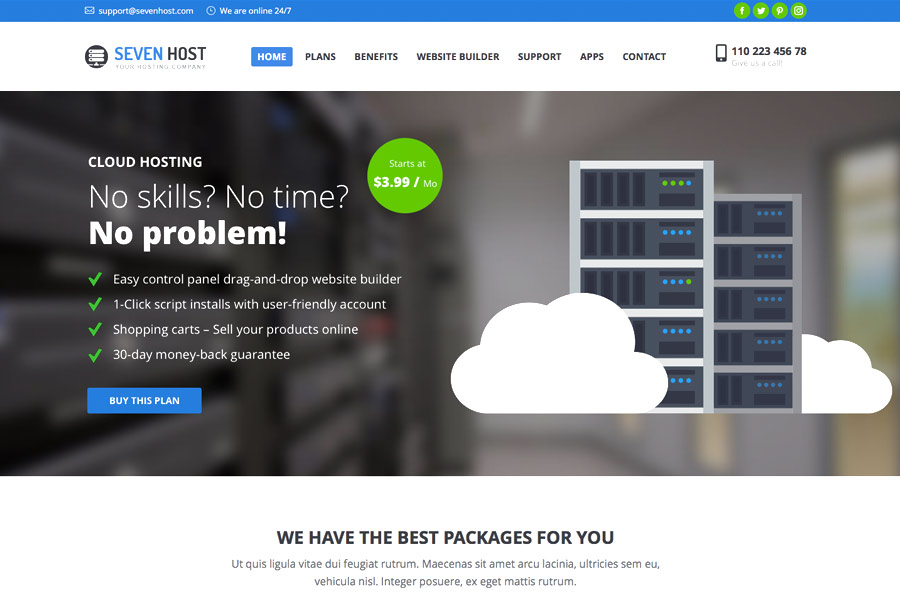 support@sevenhost.com We are online 24/7
SEVEN HOST
YOUR HOSTING COMPANY
HOME PLANS BENEFITS WEBSITE BUILDER SUPPORT APPS CONTACT
110 223 456 78
Give us a call!
CLOUD HOSTING
No skills? No time?
No problem!
Starts at
$3.99 / Mo
Easy control panel drag-and-drop website builder
1-Click script installs with user-friendly account
Shopping carts – Sell your products online
30-day money-back guarantee
BUY THIS PLAN
WE HAVE THE BEST PACKAGES FOR YOU
Ut quis ligula vitae dui feugiat rutrum. Maecenas sit amet arcu lacinia, ultricies sem eu,
vehicula nisl. Integer posuere, ex eget mattis rutrum.